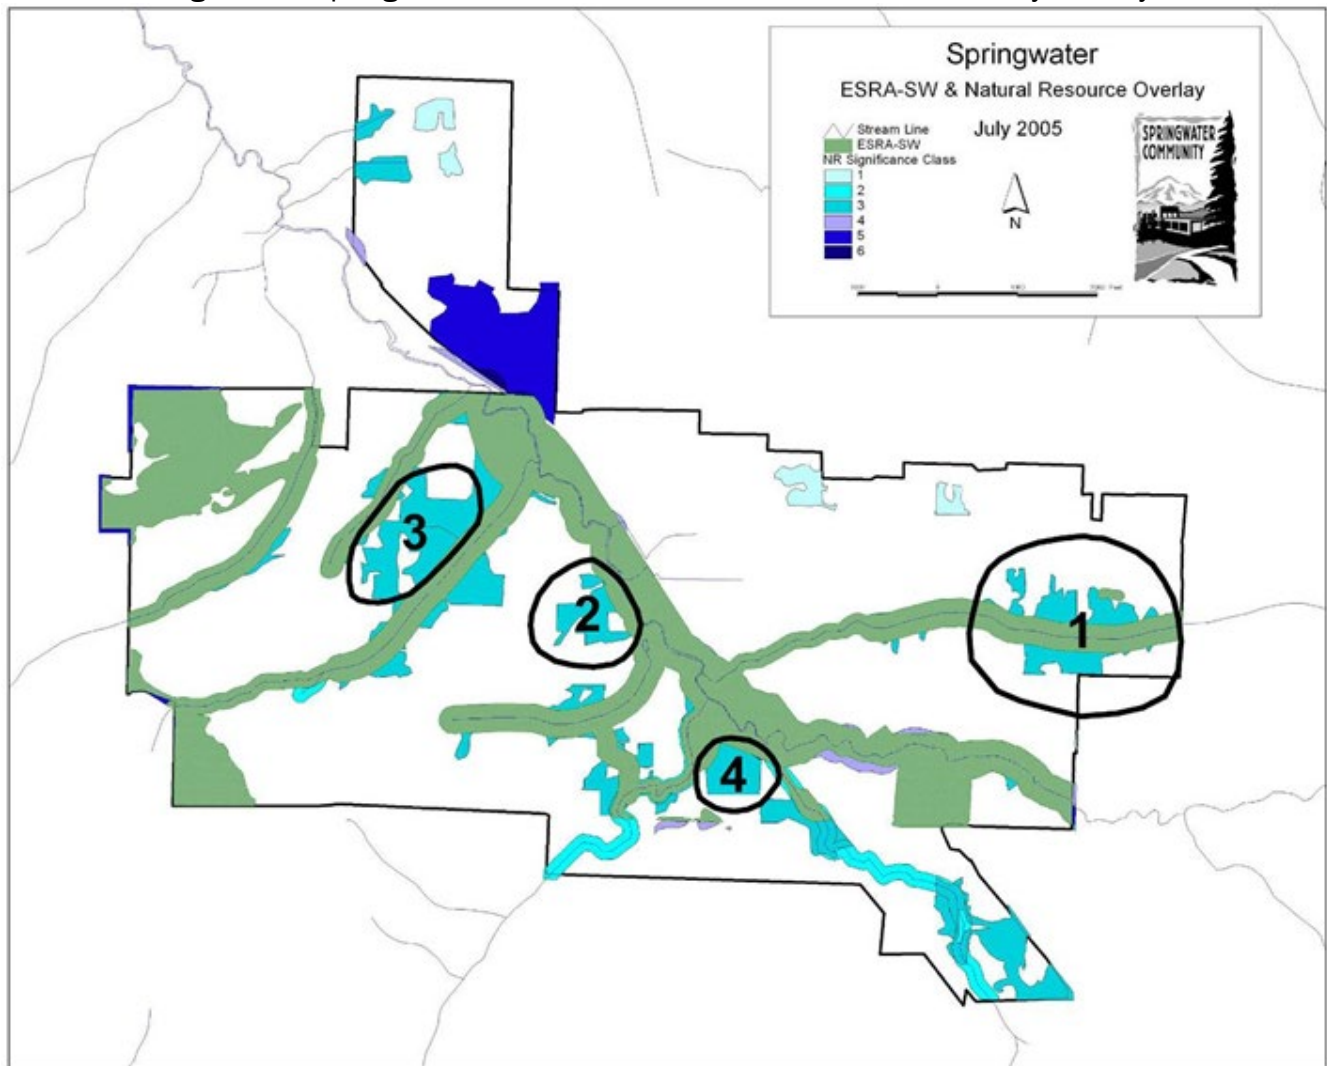 Springwater
ESRA-SW & Natural Resource Overlay
July 2005
Stream Line
ESRA-SW
NR Significance Class
1
2
3
4
5
6
N
SPRINGWATER
COMMUNITY
3
2
1
4